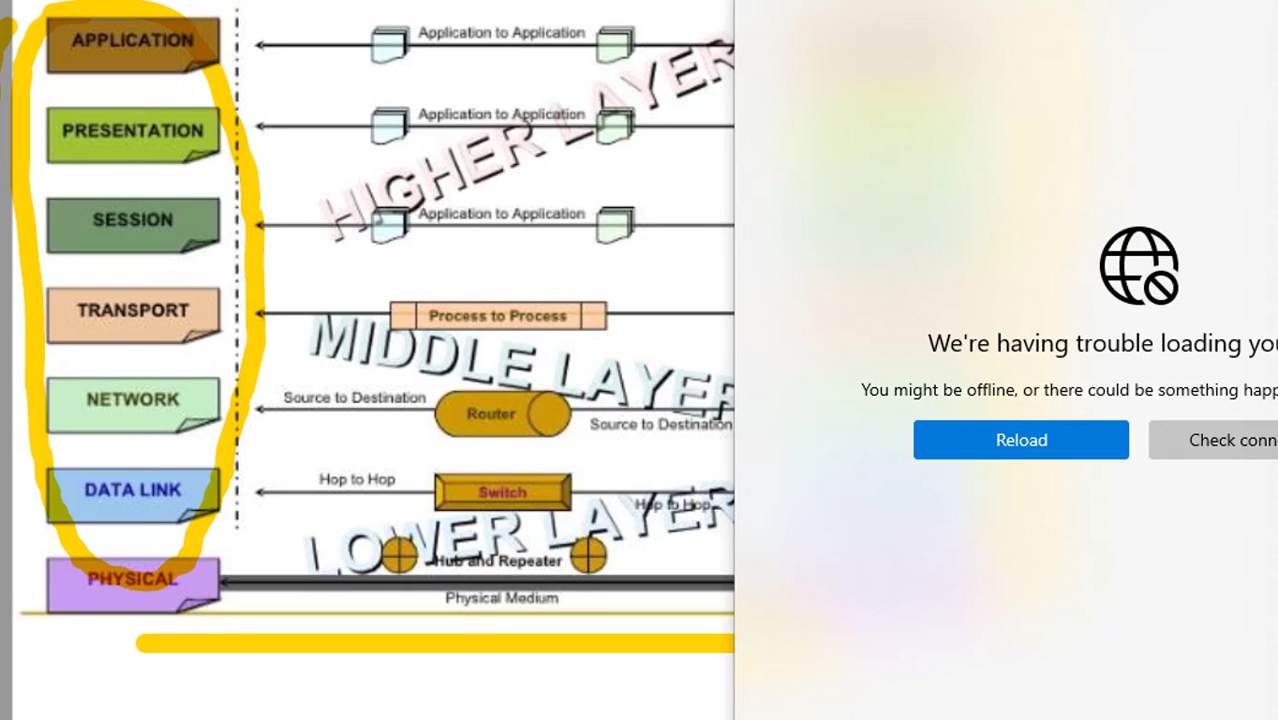 APPLICATION
Application to Application
PRESENTATION
Application to Application
SESSION
Application to Application
HIGHER LAYER
TRANSPORT
Process to Process
MIDDLE LAYER
NETWORK
Source to Destination
Router
Source to Destination
DATA LINK
Hop to Hop
Switch
Hop to Hop
LOWER LAYER
Hub and Repeater
PHYSICAL
Physical Medium
We're having trouble loading
You might be offline, or there could be something
Reload
Check